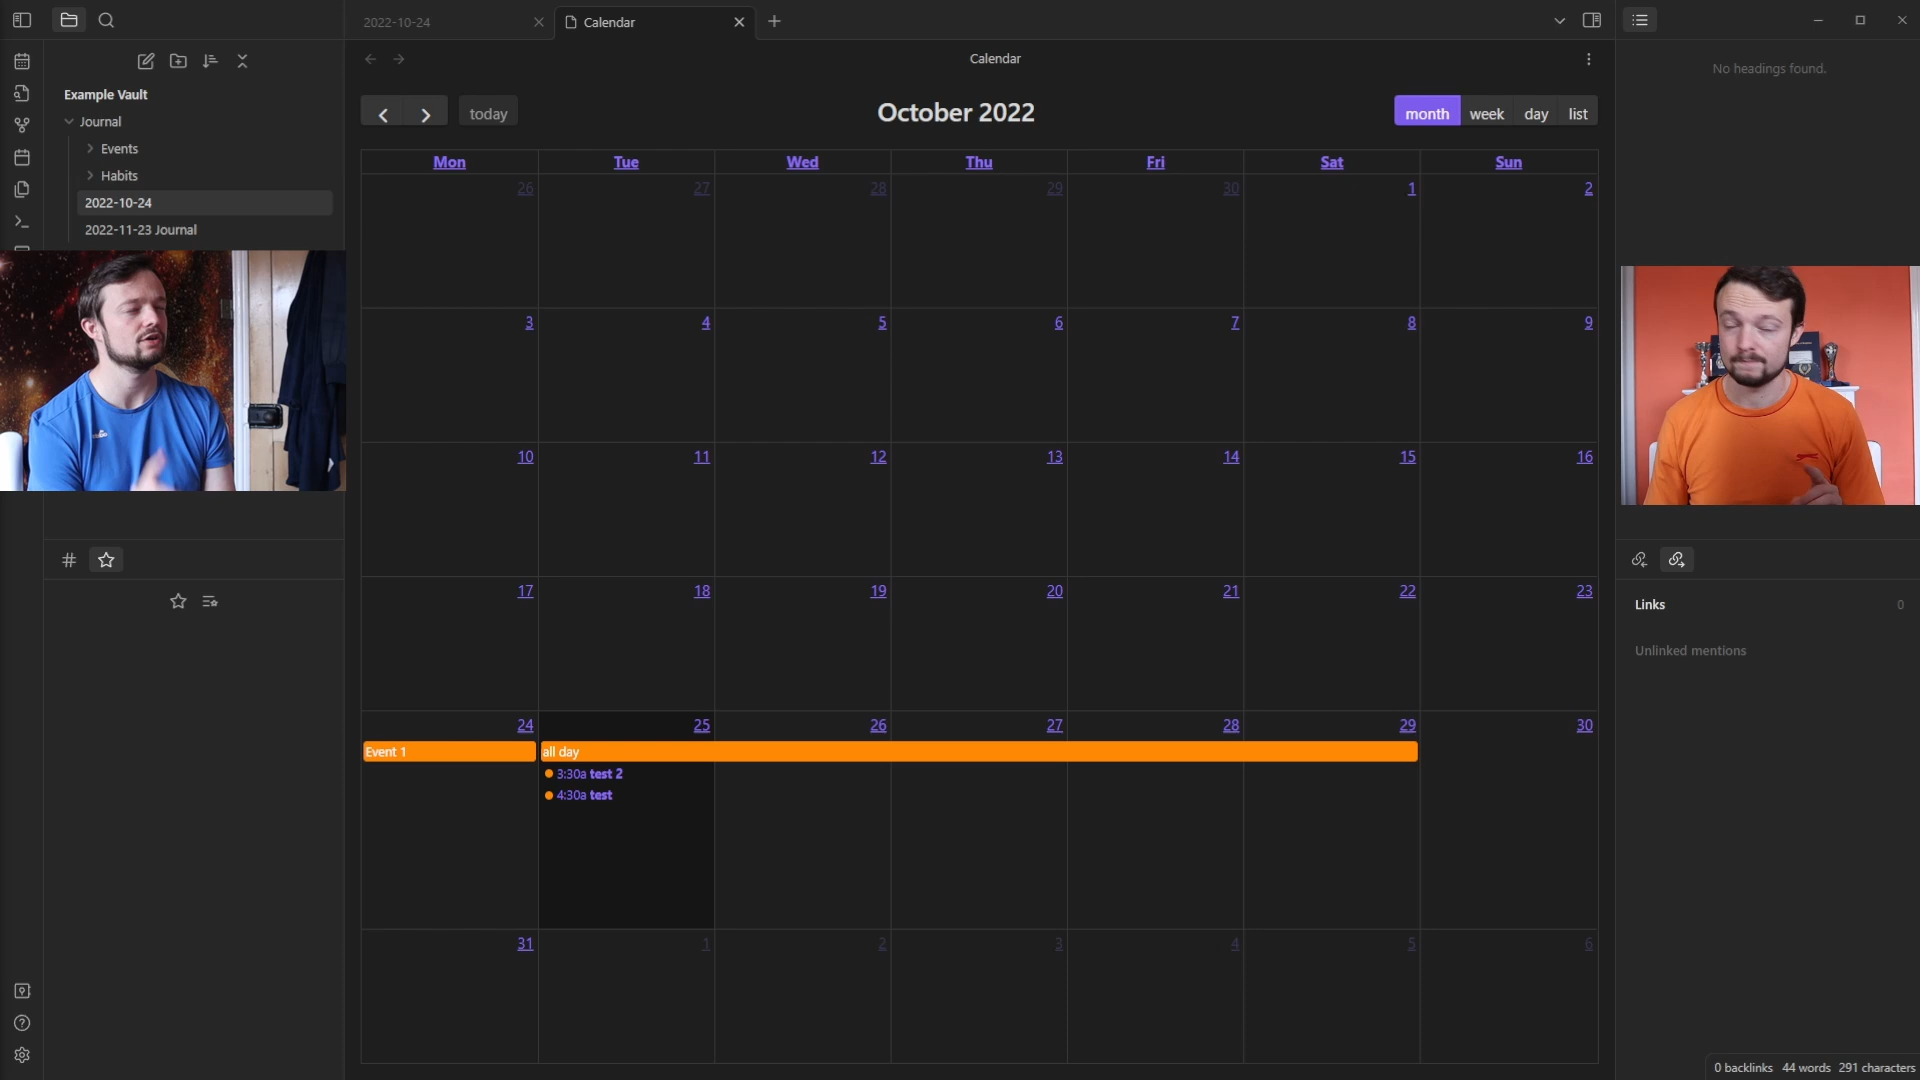 2022-10-24
Calendar
Calendar
No headings found.
Example Vault
Journal
Events
Habits
2022-10-24
2022-11-23 Journal
today
October 2022
month week day list
Mon Tue Wed Thu Fri Sat Sun
26 27 28 29 30 1 2
3 4 5 6 7 8 9
10 11 12 13 14 15 16
17 18 19 20 21 22 23
24 25 26 27 28 29 30
Event 1 all day
3:30a test 2
4:30a test
31 1 2 3 4 5 6
Links 0
Unlinked mentions
0 backlinks 44 words 291 characters